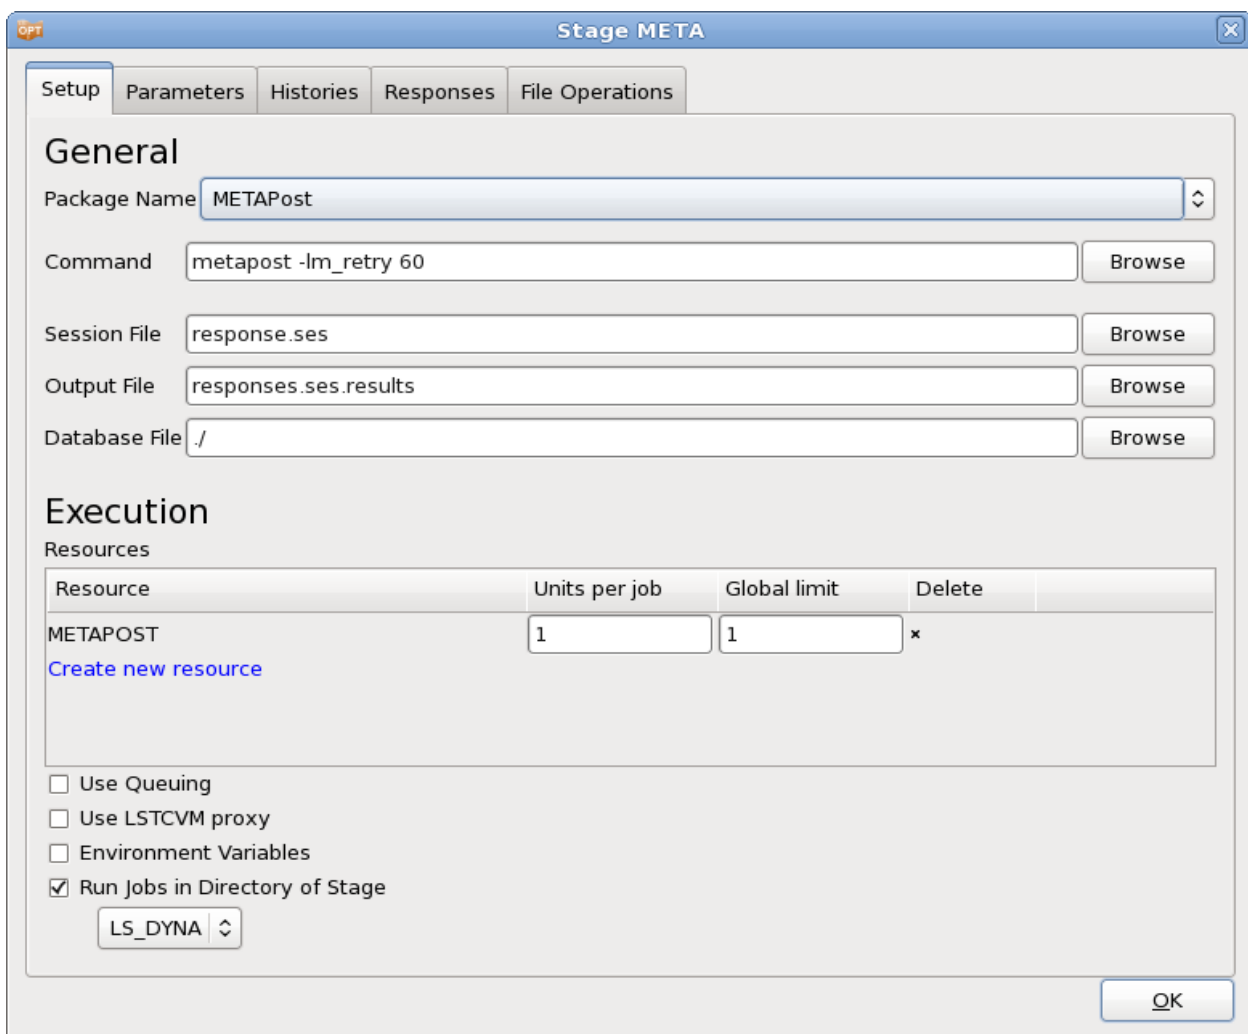 OPT Stage META
Setup Parameters Histories Responses File Operations
General
Package Name METAPost
Command metapost -lm_retry 60 Browse
Session File response.ses Browse
Output File responses.ses.results Browse
Database File ./ Browse
Execution
Resources
Resource Units per job Global limit Delete
METAPOST 1 1 ×
Create new resource
Use Queuing
Use LSTCVM proxy
Environment Variables
Run Jobs in Directory of Stage
LS_DYNA
OK